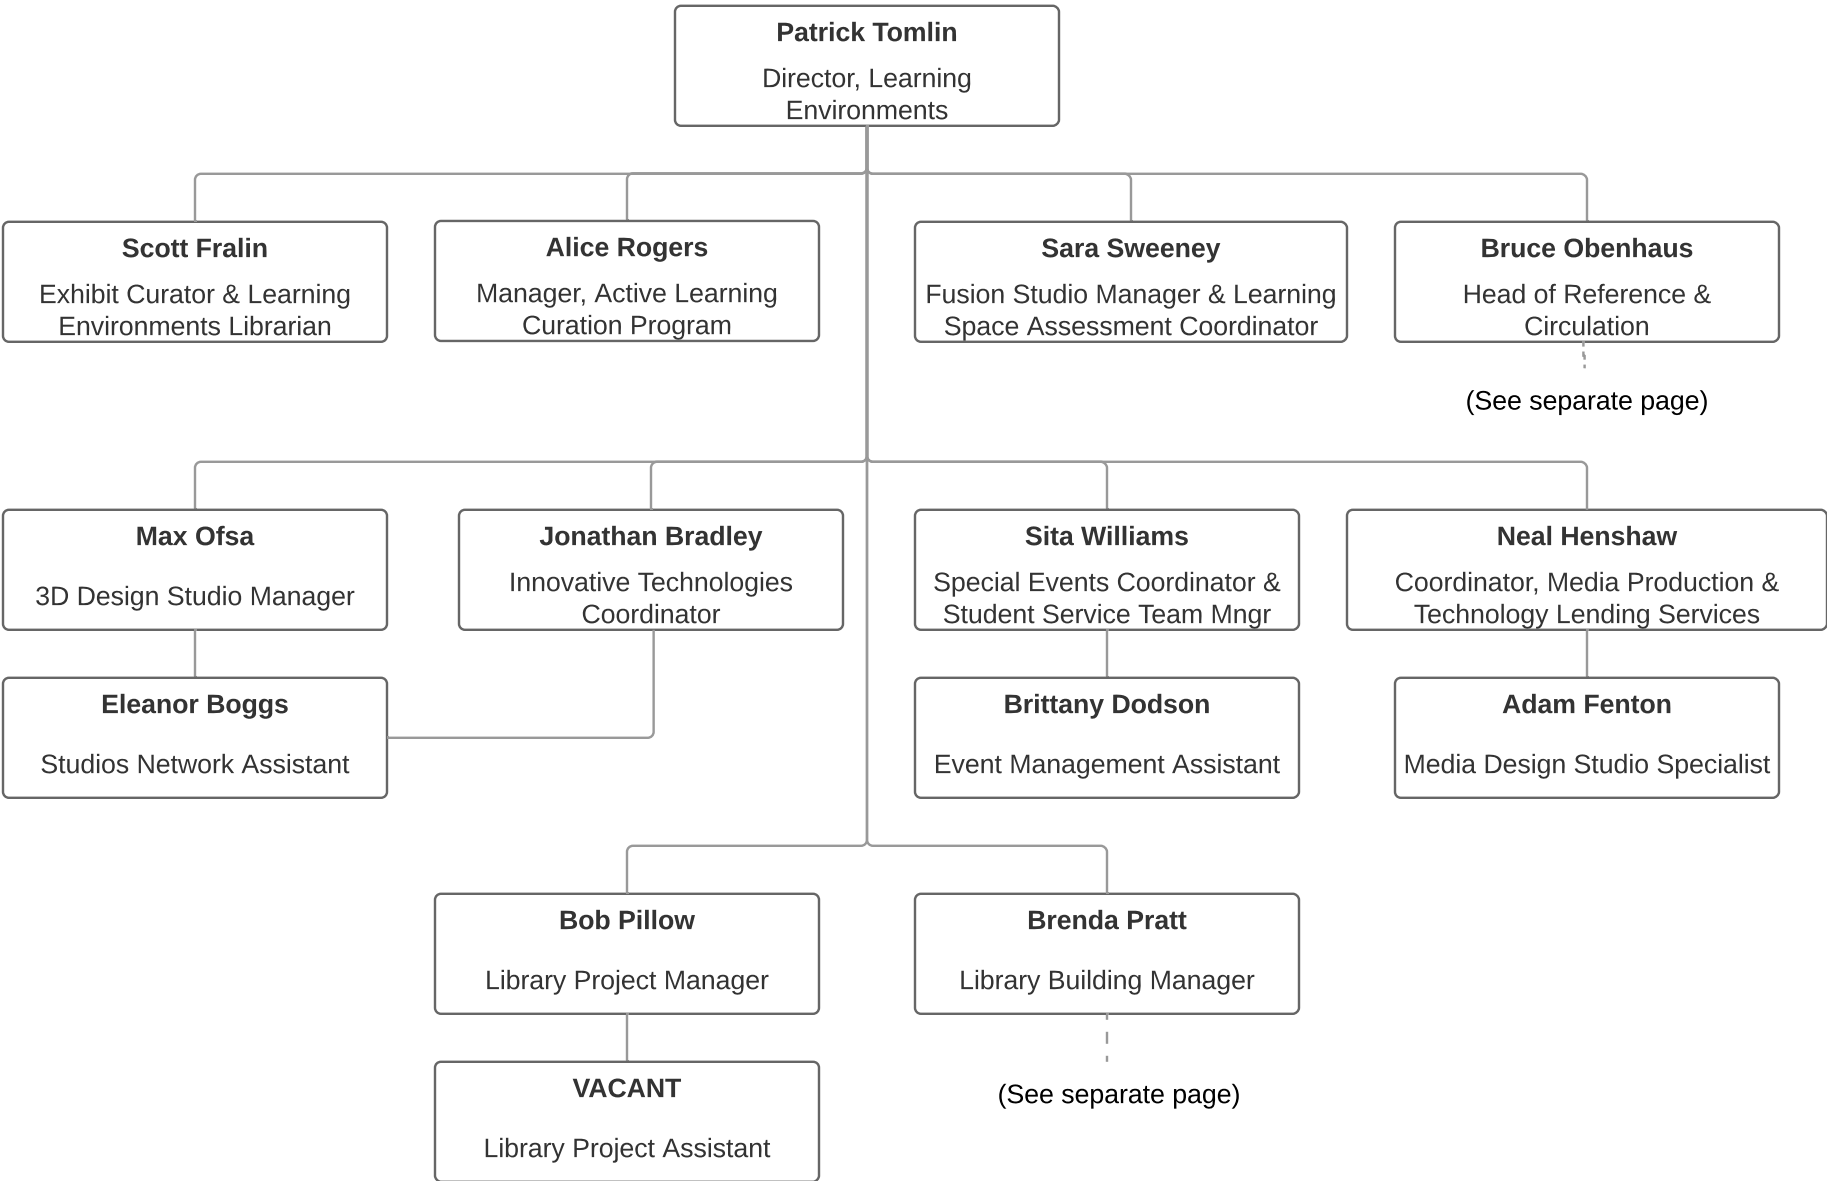 Patrick Tomlin
Director, Learning
Environments
Scott Fralin
Exhibit Curator & Learning
Environments Librarian
Alice Rogers
Manager, Active Learning
Curation Program
Sara Sweeney
Fusion Studio Manager & Learning
Space Assessment Coordinator
Bruce Obenhaus
Head of Reference &
Circulation
(See separate page)
Max Ofsa
3D Design Studio Manager
Jonathan Bradley
Innovative Technologies
Coordinator
Sita Williams
Special Events Coordinator &
Student Service Team Mngr
Neal Henshaw
Coordinator, Media Production &
Technology Lending Services
Eleanor Boggs
Studios Network Assistant
Brittany Dodson
Event Management Assistant
Adam Fenton
Media Design Studio Specialist
Bob Pillow
Library Project Manager
Brenda Pratt
Library Building Manager
VACANT
Library Project Assistant
(See separate page)